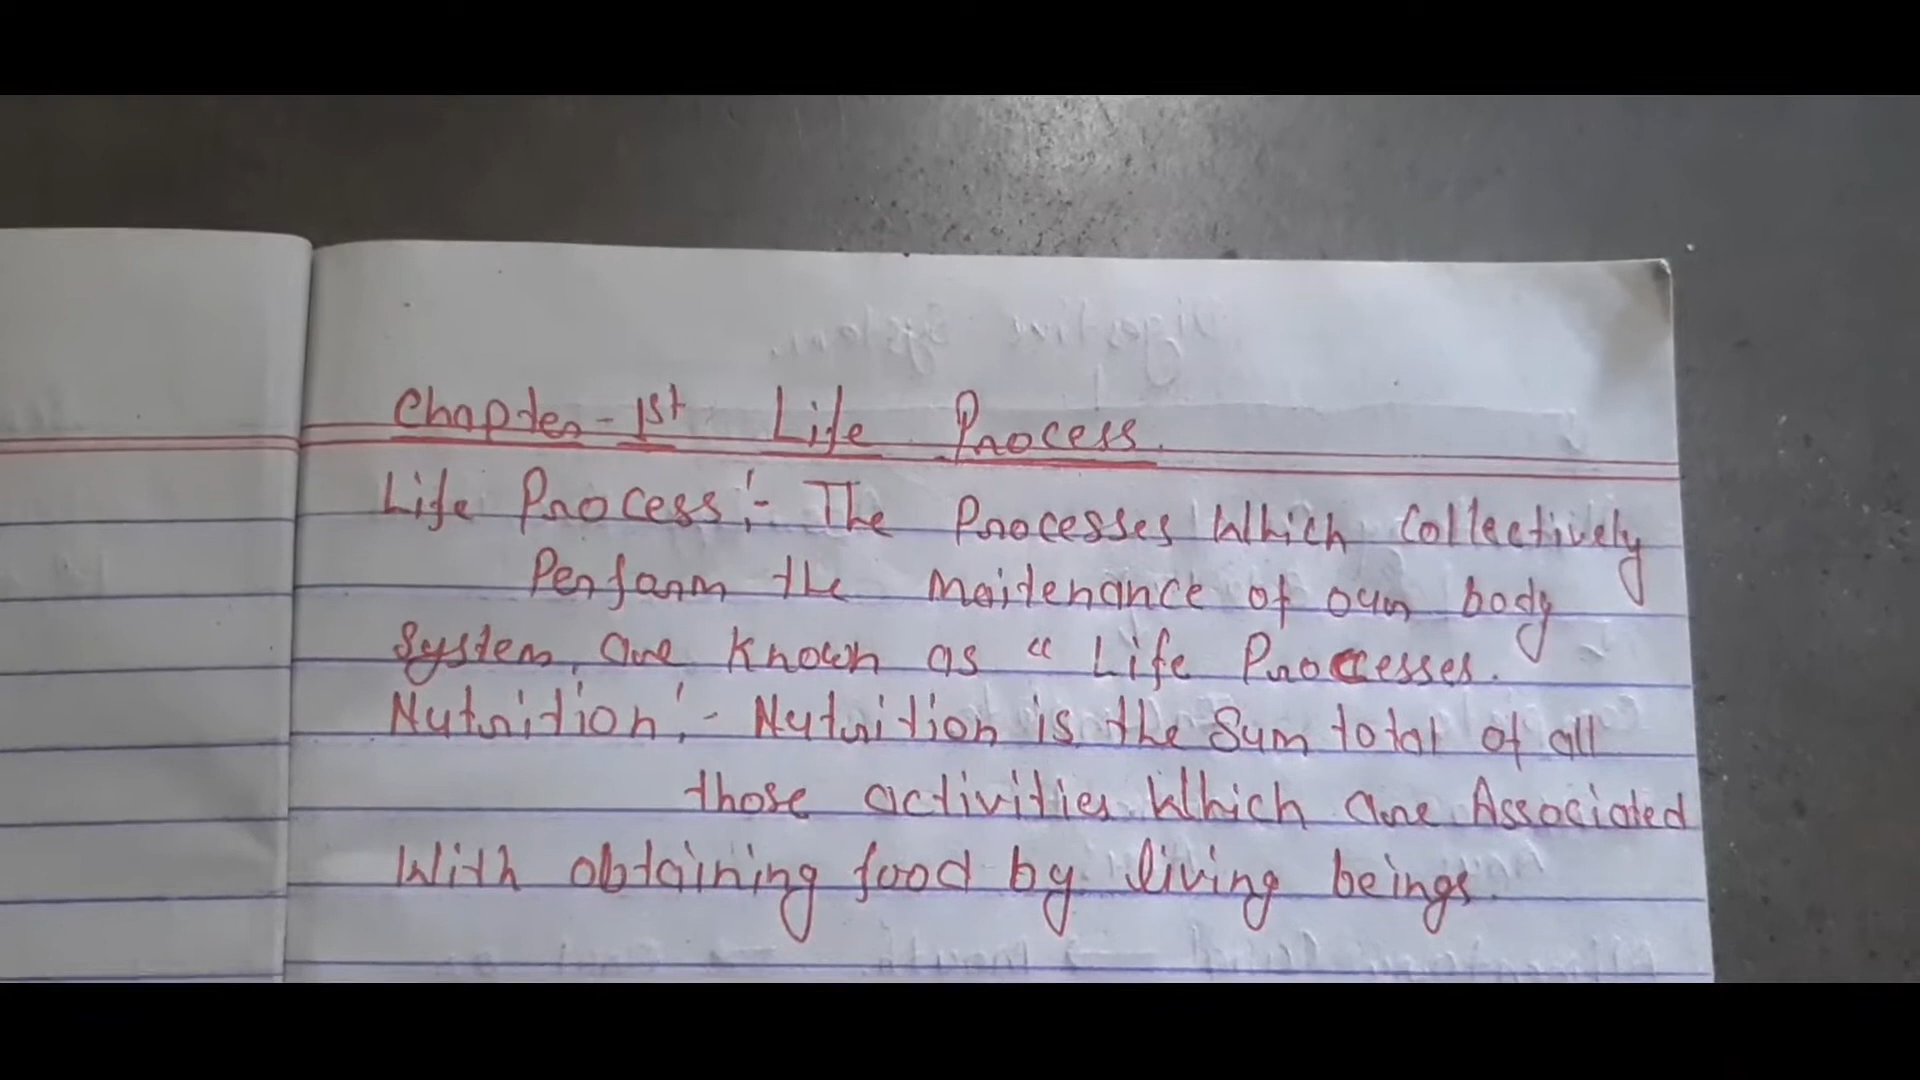 Chapter-1st Life Process.
Life Process:- The Processes Which Collectively
Perform the Maitenance of our body
System, are Known as “ Life Processes.
Nutrition:- Nutrition is the Sum total of all
those activities Which are Associated
With obtaining food by living beings.